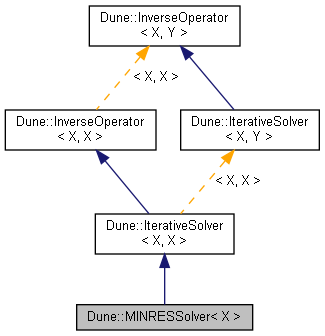 Dune::InverseOperator
< X, Y >
< X, X >
Dune::InverseOperator
< X, X >
Dune::IterativeSolver
< X, Y >
< X, X >
Dune::IterativeSolver
< X, X >
Dune::MINRESSolver< X >